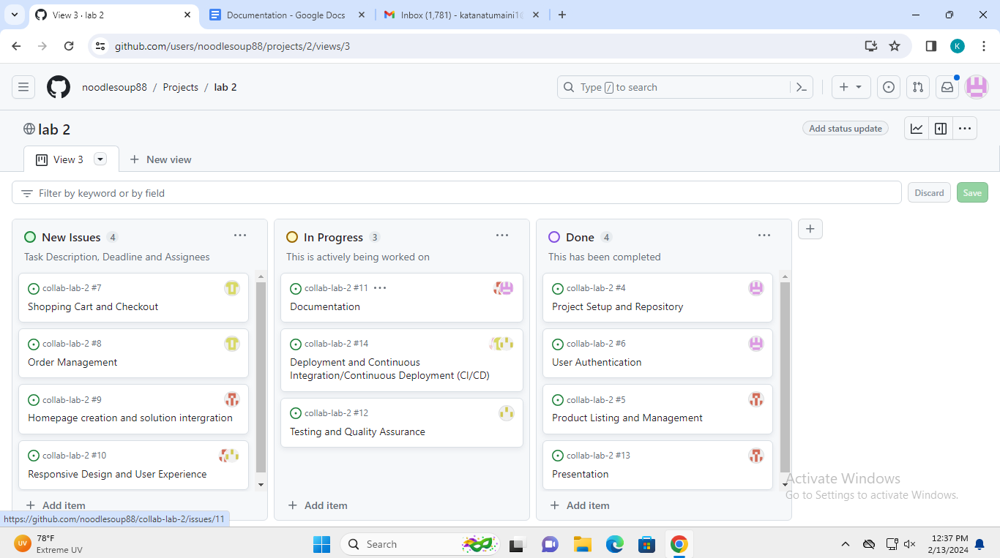 View 3 · lab 2
Documentation - Google Docs
Inbox (1,781) - katanatumaini1
github.com/users/noodlesoup88/projects/2/views/3
K
noodlesoup88 / Projects / lab 2
Type / to search
lab 2
Add status update
View 3
New view
Filter by keyword or by field
Discard
Save
New Issues 4
Task Description, Deadline and Assignees
collab-lab-2 #7
Shopping Cart and Checkout
collab-lab-2 #8
Order Management
collab-lab-2 #9
Homepage creation and solution intergration
collab-lab-2 #10
Responsive Design and User Experience
Add item
In Progress 3
This is actively being worked on
collab-lab-2 #11
Documentation
collab-lab-2 #14
Deployment and Continuous
Integration/Continuous Deployment (CI/CD)
collab-lab-2 #12
Testing and Quality Assurance
Add item
Done 4
This has been completed
collab-lab-2 #4
Project Setup and Repository
collab-lab-2 #6
User Authentication
collab-lab-2 #5
Product Listing and Management
collab-lab-2 #13
Presentation
Add item
Activate Windows
Go to Settings to activate Windows.
https://github.com/noodlesoup88/collab-lab-2/issues/11
UV
78°F
Extreme UV
Search
12:37 PM
2/13/2024